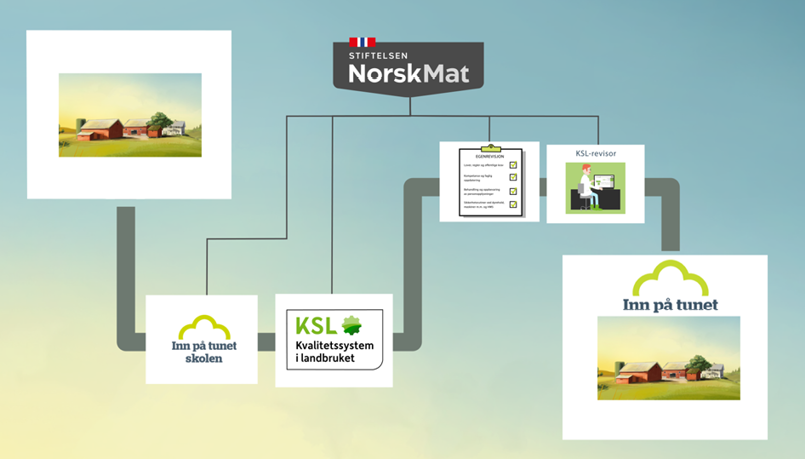 STIFTELSEN
NorskMat
EGENREVISJON
KSL-revisor
Inn på tunet
skolen
KSL
Kvalitetssystem
i landbruket
Inn på tunet